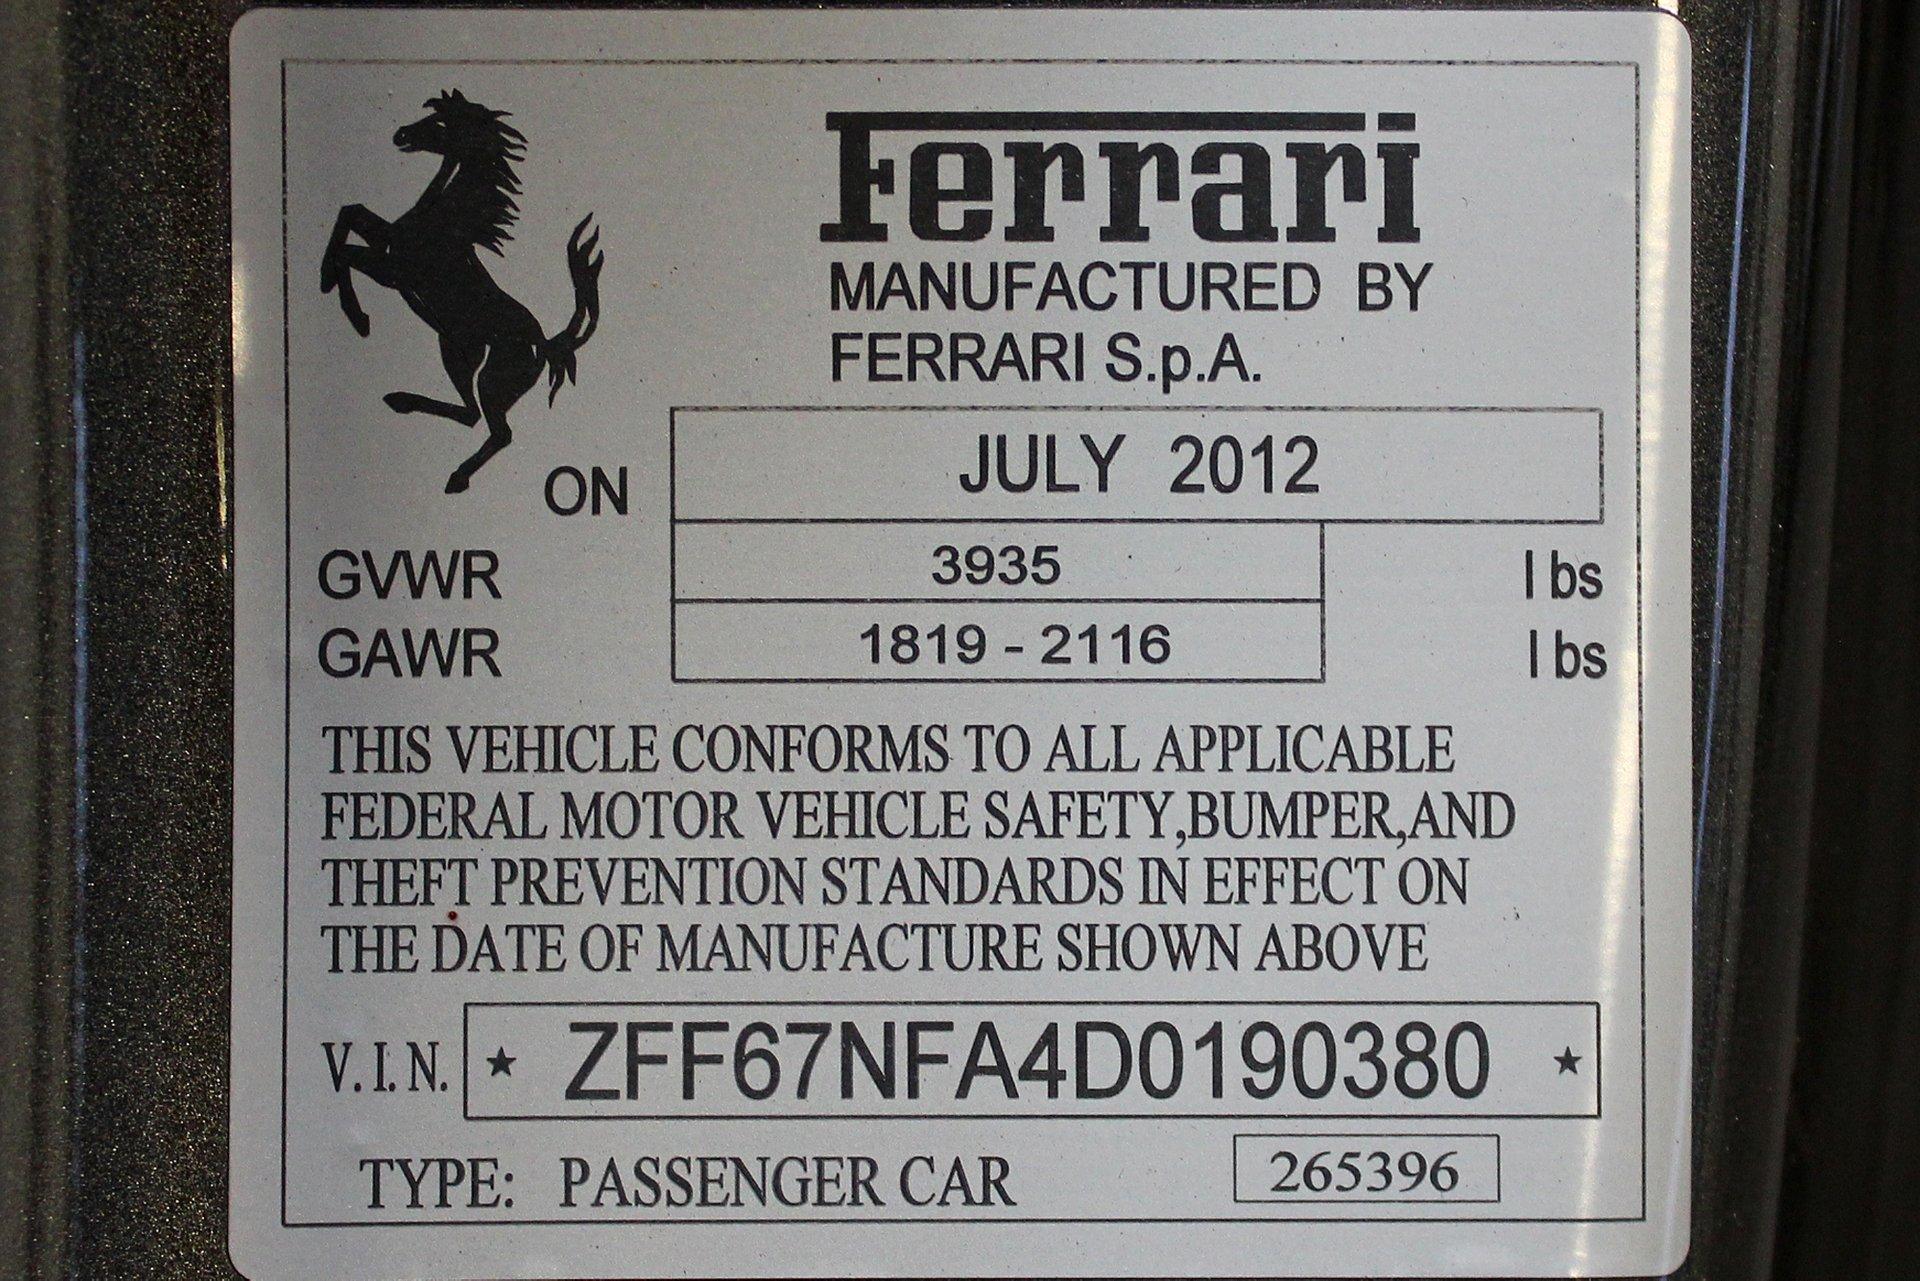 Ferrari
MANUFACTURED BY
FERRARI S.p.A.
ON JULY 2012
GVWR 3935 lbs
GAWR 1819 - 2116 lbs
THIS VEHICLE CONFORMS TO ALL APPLICABLE
FEDERAL MOTOR VEHICLE SAFETY,BUMPER,AND
THEFT PREVENTION STANDARDS IN EFFECT ON
THE DATE OF MANUFACTURE SHOWN ABOVE
V.I.N. ★ ZFF67NFA4D0190380 ★
TYPE: PASSENGER CAR 265396